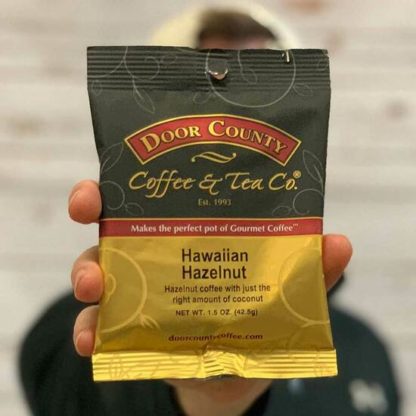 DOOR COUNTY
Coffee & Tea Co.®
Est. 1993
Makes the perfect pot of Gourmet Coffee™
Hawaiian
Hazelnut
Hazelnut coffee with just the
right amount of coconut
NET WT. 1.5 OZ. (42.5g)
doorcountycoffee.com